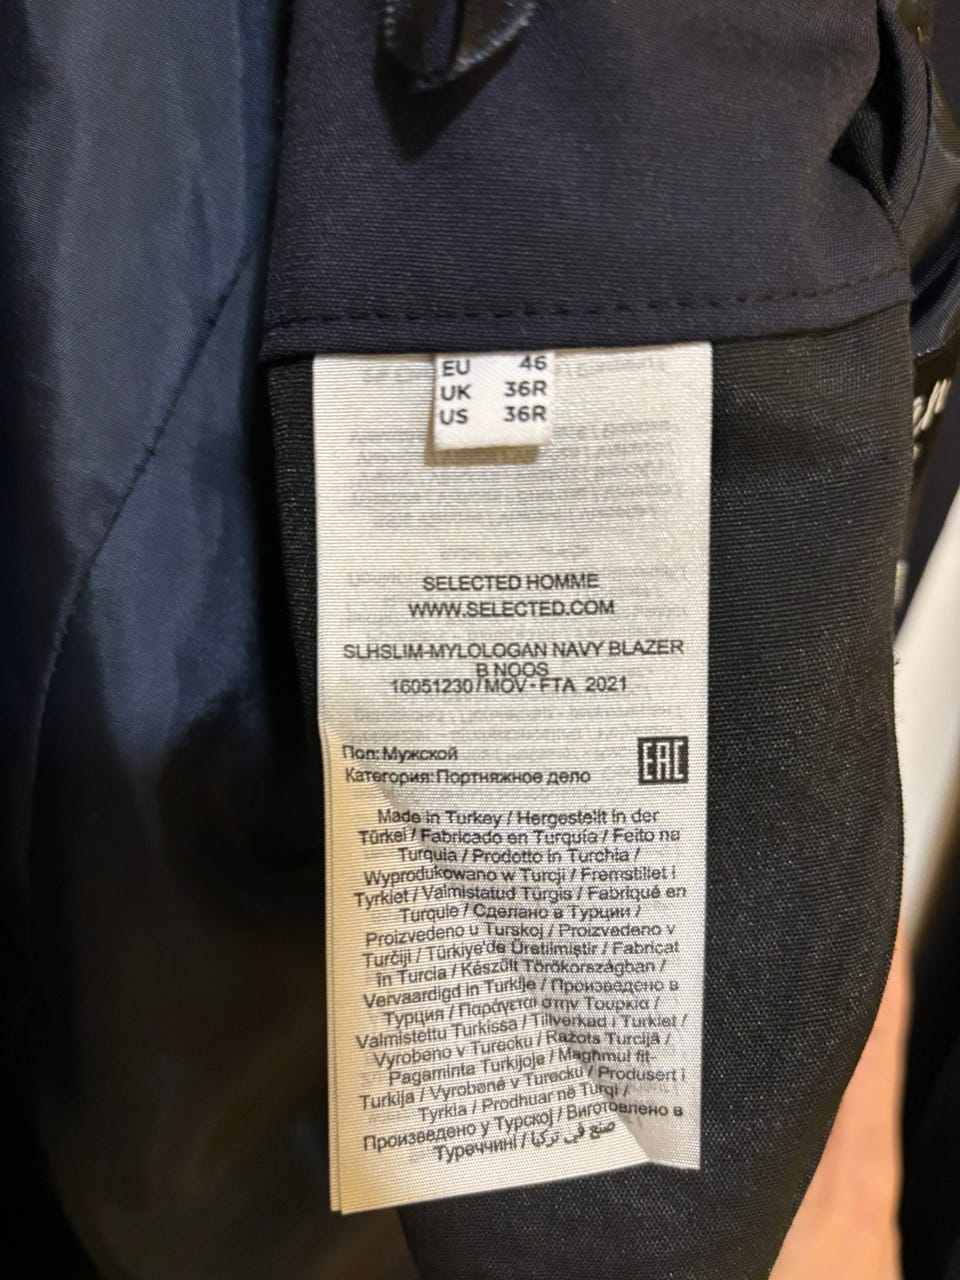 EU 46
UK 36R
US 36R
SELECTED HOMME
WWW.SELECTED.COM
SLHSLIM-MYLOLOGAN NAVY BLAZER
B NOOS
16051230/MOV-FTA 2021
Пол: Мужской
Категория: Портняжное дело
EAC
Made in Turkey / Hergestellt in der
Türkei / Fabricado en Turquía / Feito na
Turquia / Prodotto in Turchia /
Wyprodukowano w Turcji / Fremstillet i
Tyrkiet / Valmistatud Türgis / Fabriqué en
Turquie / Сделано в Турции /
Proizvedeno u Turskoj / Proizvedeno v
Turčiji / Türkiye'de Üretilmiştir / Fabricat
în Turcia / Készült Törökországban /
Vervaardigd in Turkije / Произведено в
Турция / Παράγεται στην Τουρκία /
Valmistettu Turkissa / Tillverkad i Turkiet /
Vyrobeno v Turecku / Ražots Turcijā /
Pagaminta Turkijoje / Maghmul fit-
Turkija / Vyrobené v Turecku / Produsert i
Tyrkia / Prodhuar në Turqi /
Произведено у Турској / Виготовлено в
Туреччині / صنع في تركيا